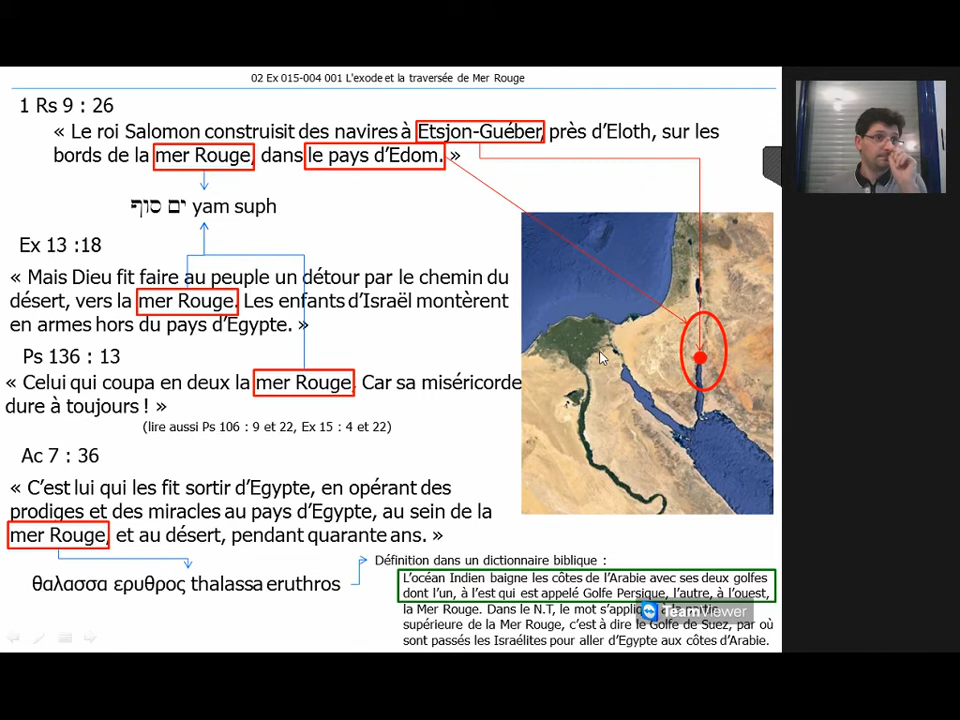 02 Ex 015-004 001 L'exode et la traversée de Mer Rouge
1 Rs 9 : 26
« Le roi Salomon construisit des navires à Etsjon-Guéber, près d'Eloth, sur les
bords de la mer Rouge, dans le pays d'Edom. »
ים סוף yam suph
Ex 13 :18
« Mais Dieu fit faire au peuple un détour par le chemin du
désert, vers la mer Rouge. Les enfants d'Israël montèrent
en armes hors du pays d'Egypte. »
Ps 136 : 13
« Celui qui coupa en deux la mer Rouge, Car sa miséricorde
dure à toujours ! »
(lire aussi Ps 106 : 9 et 22, Ex 15 : 4 et 22)
Ac 7 : 36
« C'est lui qui les fit sortir d'Egypte, en opérant des
prodiges et des miracles au pays d'Egypte, au sein de la
mer Rouge, et au désert, pendant quarante ans. »
θαλασσα ερυθρος thalassa eruthros
Définition dans un dictionnaire biblique :
L'océan Indien baigne les côtes de l'Arabie avec ses deux golfes
dont l'un, à l'est qui est appelé Golfe Persique, l'autre, à l'ouest,
la Mer Rouge. Dans le N.T, le mot s'appliq
supérieure de la Mer Rouge, c'est à dire le Golfe de Suez, par où
sont passés les Israélites pour aller d'Egypte aux côtes d'Arabie.
TeamViewer